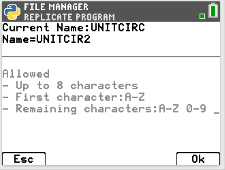 FILE MANAGER
REPLICATE PROGRAM
Current Name:UNITCIRC
Name=UNITCIR2
Allowed
- Up to 8 characters
- First character:A-Z
- Remaining characters:A-Z 0-9 _
Esc
Ok